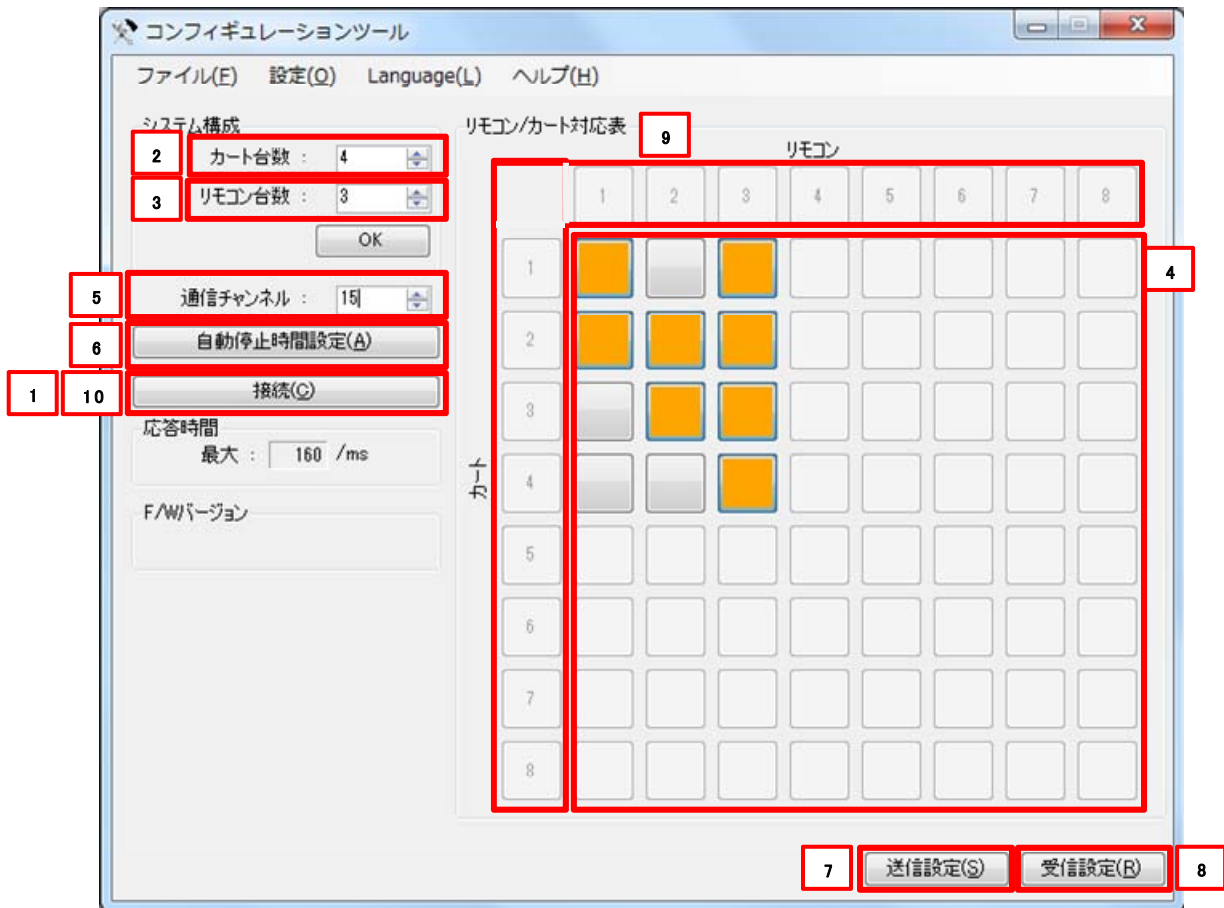 コンフィギュレーションツール
ファイル(F) 設定(O) Language(L) ヘルプ(H)
システム構成
2 カート台数 : 4
3 リモコン台数 : 3
OK
5 通信チャンネル : 15
6 自動停止時間設定(A)
1 10 接続(C)
応答時間
最大 : 160 /ms
F/Wバージョン
リモコン/カート対応表 9
リモコン
1 2 3 4 5 6 7 8
カート
1
2
3
4
5
6
7
8
4
7 送信設定(S) 受信設定(R) 8